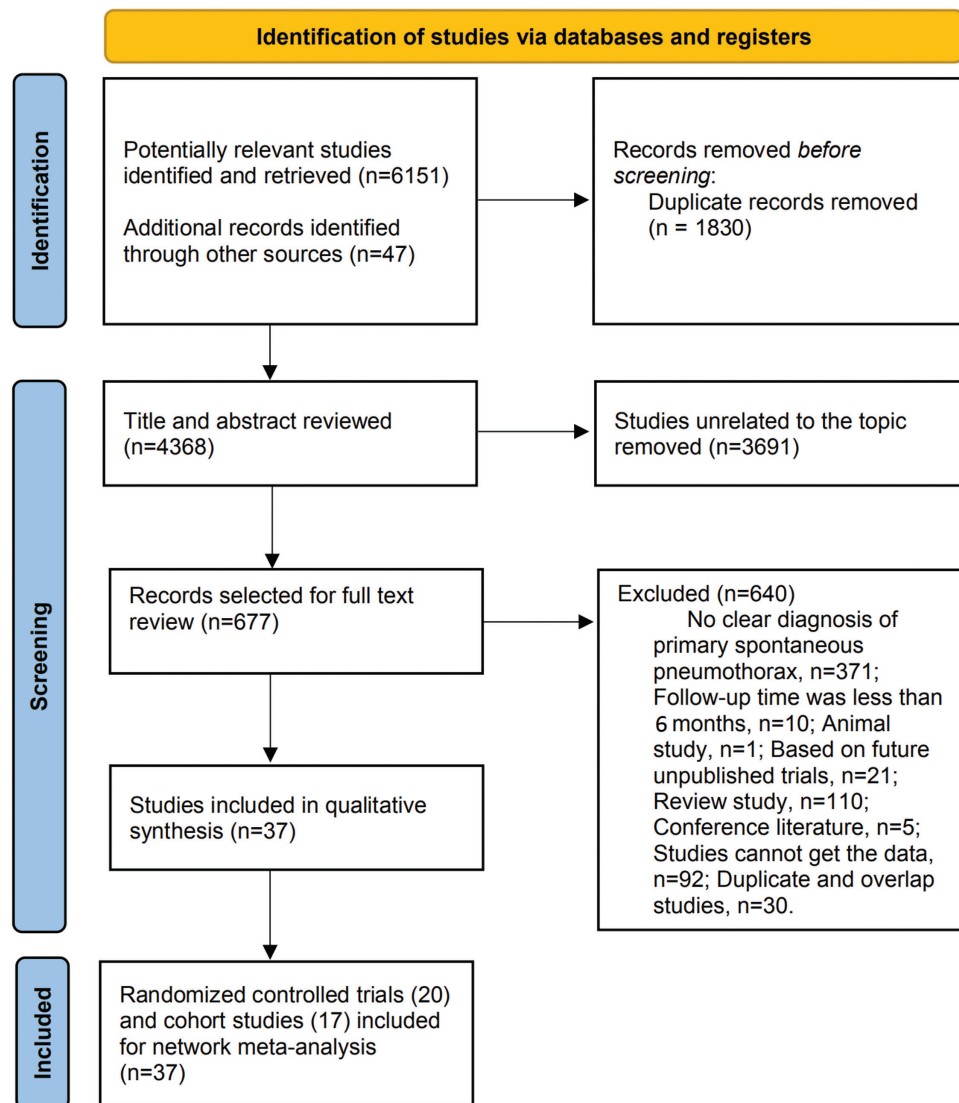 Identification of studies via databases and registers
Identification
Potentially relevant studies
identified and retrieved (n=6151)
Additional records identified
through other sources (n=47)
Records removed before
screening:
Duplicate records removed
(n = 1830)
Screening
Title and abstract reviewed
(n=4368)
Studies unrelated to the topic
removed (n=3691)
Records selected for full text
review (n=677)
Excluded (n=640)
No clear diagnosis of
primary spontaneous
pneumothorax, n=371;
Follow-up time was less than
6 months, n=10; Animal
study, n=1; Based on future
unpublished trials, n=21;
Review study, n=110;
Conference literature, n=5;
Studies cannot get the data,
n=92; Duplicate and overlap
studies, n=30.
Studies included in qualitative
synthesis (n=37)
Included
Randomized controlled trials (20)
and cohort studies (17) included
for network meta-analysis
(n=37)